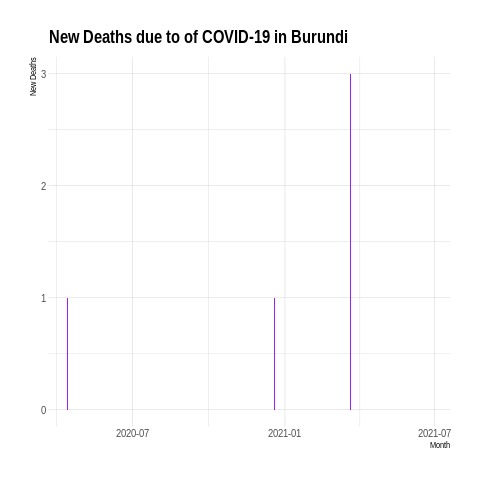 New Deaths due to of COVID-19 in Burundi
New Deaths
3
2
1
0
2020-07
2021-01
2021-07
Month